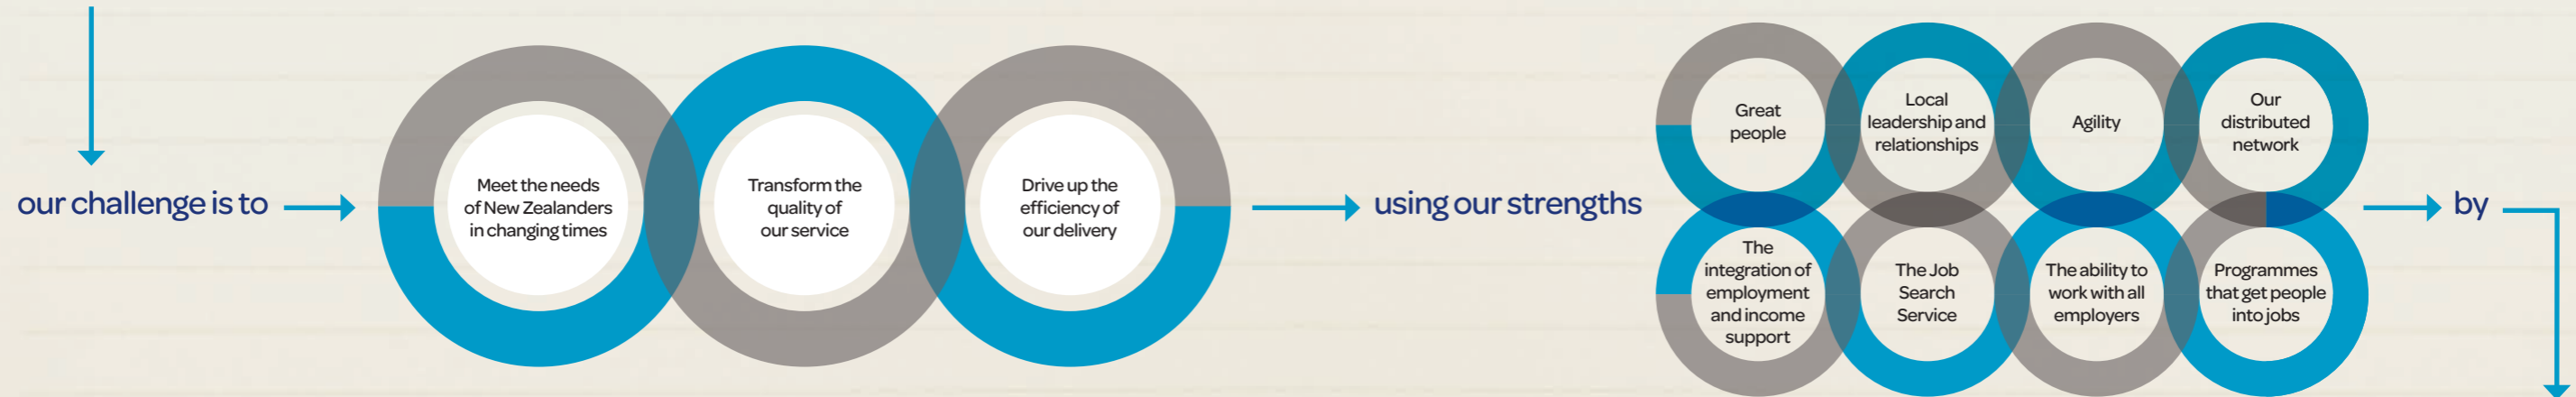 our challenge is to
Meet the needs
of New Zealanders
in changing times
Transform the
quality of
our service
Drive up the
efficiency of
our delivery
using our strengths
Great
people
Local
leadership and
relationships
Agility
Our
distributed
network
The
integration of
employment
and income
support
The Job
Search
Service
The ability to
work with all
employers
Programmes
that get people
into jobs
by